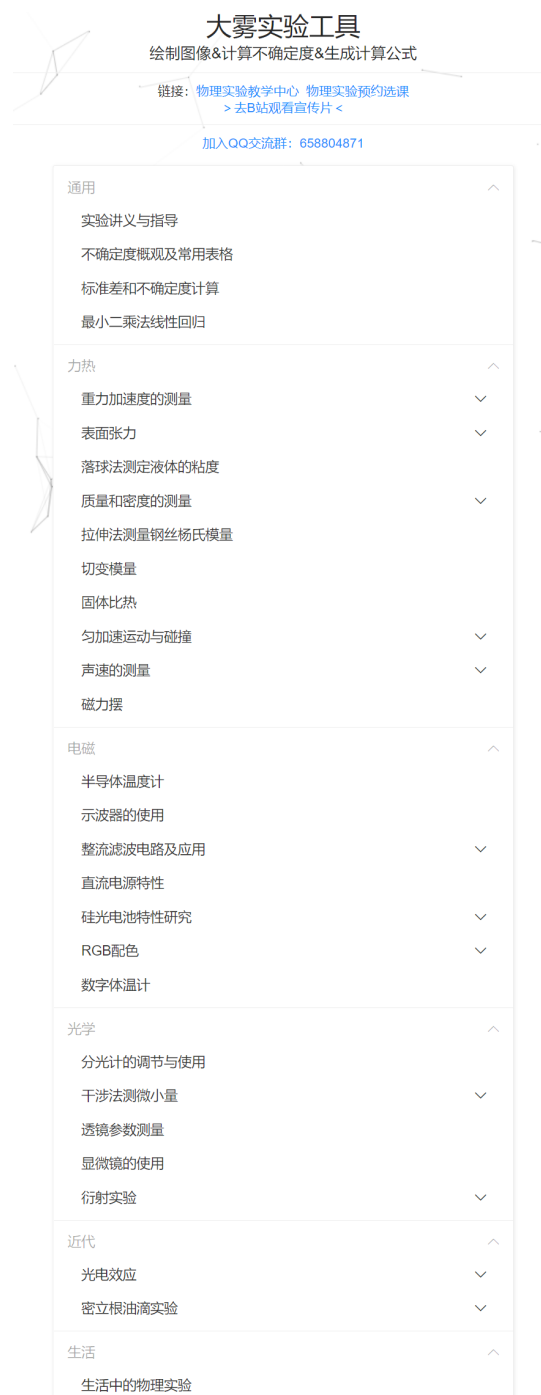 大雾实验工具
绘制图像&计算不确定度&生成计算公式
链接：物理实验教学中心 物理实验预约选课
> 去B站观看宣传片 <
加入QQ交流群：658804871
通用
实验讲义与指导
不确定度概观及常用表格
标准差和不确定度计算
最小二乘法线性回归
力热
重力加速度的测量
表面张力
落球法测定液体的粘度
质量和密度的测量
拉伸法测量钢丝杨氏模量
切变模量
固体比热
匀加速运动与碰撞
声速的测量
磁力摆
电磁
半导体温度计
示波器的使用
整流滤波电路及应用
直流电源特性
硅光电池特性研究
RGB配色
数字体温计
光学
分光计的调节与使用
干涉法测微小量
透镜参数测量
显微镜的使用
衍射实验
近代
光电效应
密立根油滴实验
生活
生活中的物理实验